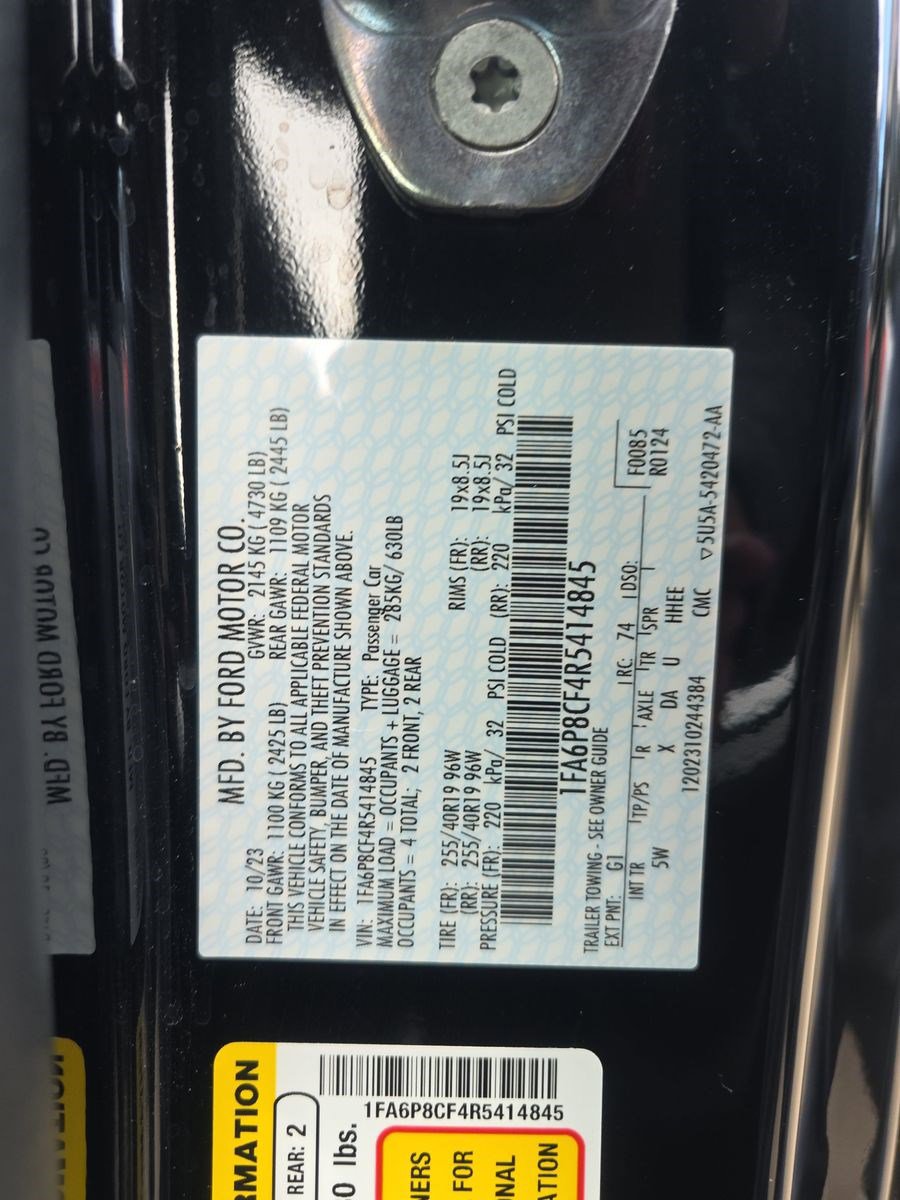 MFD. BY FORD MOTOR CO.
DATE: 10/23 GVWR: 2145 KG ( 4730 LB)
FRONT GAWR: 1100 KG ( 2425 LB) REAR GAWR: 1109 KG ( 2445 LB)
THIS VEHICLE CONFORMS TO ALL APPLICABLE FEDERAL MOTOR
VEHICLE SAFETY, BUMPER, AND THEFT PREVENTION STANDARDS
IN EFFECT ON THE DATE OF MANUFACTURE SHOWN ABOVE.
VIN: 1FA6P8CF4R5414845 TYPE: Passenger Car
MAXIMUM LOAD = OCCUPANTS + LUGGAGE = 285KG/ 630LB
OCCUPANTS = 4 TOTAL; 2 FRONT, 2 REAR
TIRE (FR): 255/40R19 96W RIMS (FR): 19x8.5J
(RR): 255/40R19 96W (RR): 19x8.5J
PRESSURE (FR): 220 kPa/ 32 PSI COLD (RR): 220 kPa/ 32 PSI COLD
1FA6P8CF4R5414845
TRAILER TOWING - SEE OWNER GUIDE
EXT PNT: G1 RC: 74 DSO: F0085
R0124
INT TR TP/PS R AXLE TR SPR
5W X DA U HHEE
1202310244384 CMC ▽5U5A-5420472-AA
RMATION
REAR: 2
0 lbs.
1FA6P8CF4R5414845
NERS
FOR
NAL
ATION